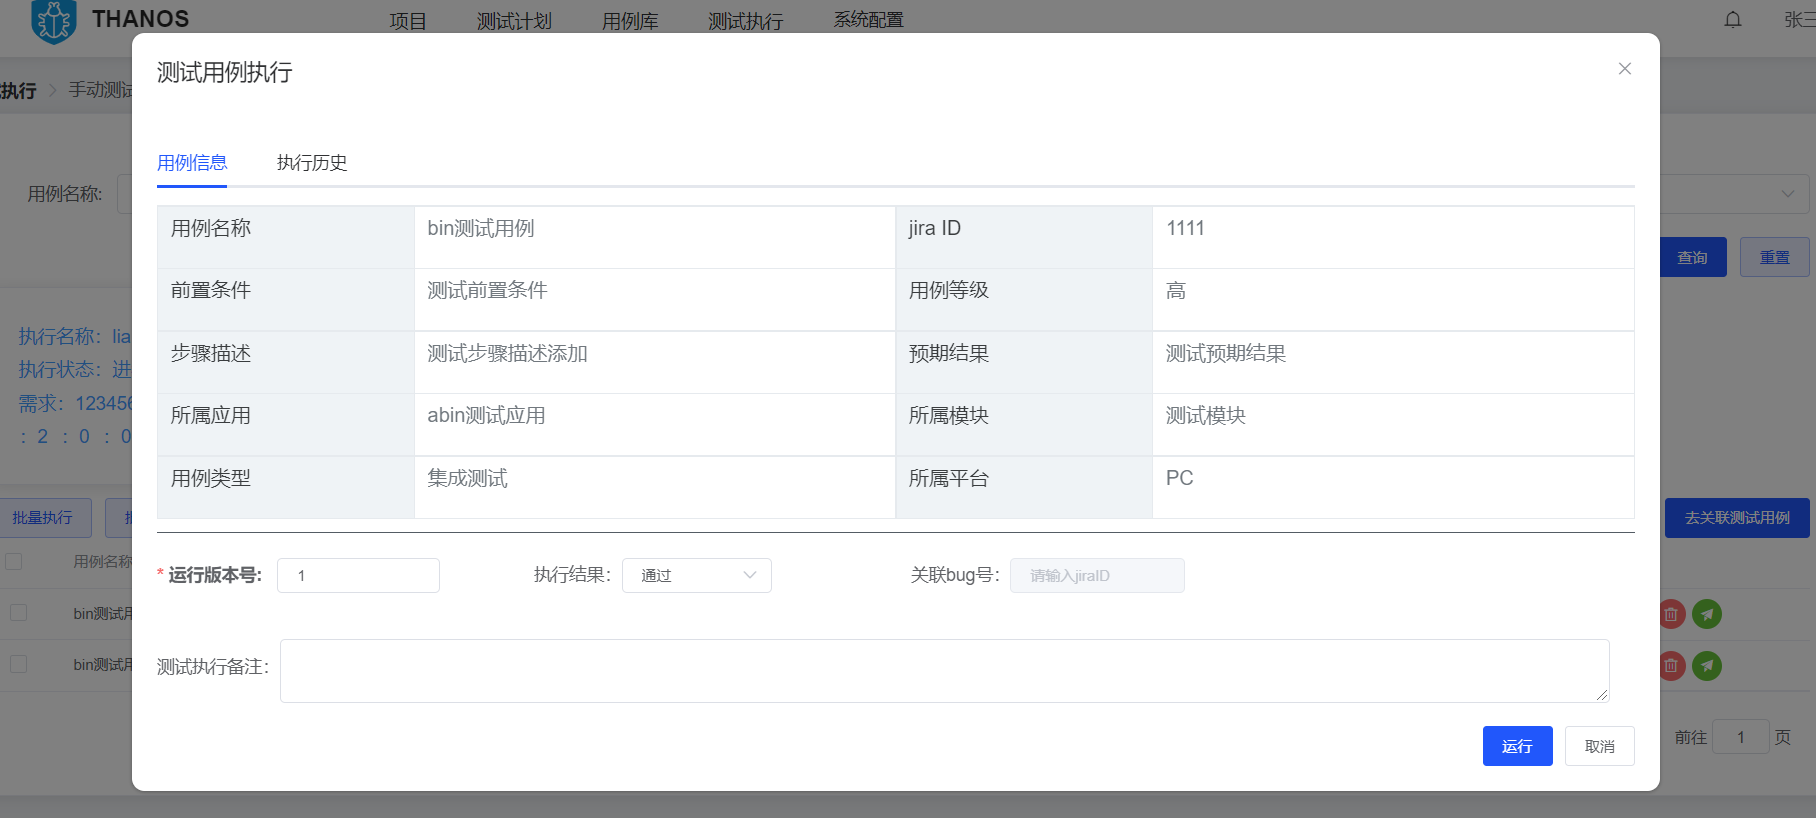 THANOS 项目 测试计划 用例库 测试执行 系统配置 张三
测试用例执行
执行 手动测试
用例信息 执行历史
用例名称:
用例名称 bin测试用例 jira ID 1111
查询 重置
前置条件 测试前置条件 用例等级 高
执行名称: lia
步骤描述 测试步骤描述添加 预期结果 测试预期结果
执行状态: 进
需求: 123456
所属应用 abin测试应用 所属模块 测试模块
: 2 : 0 : 0
用例类型 集成测试 所属平台 PC
批量执行 去关联测试用例
用例名称
* 运行版本号: 1 执行结果: 通过 关联bug号: 请输入jiraID
bin测试用
bin测试用
测试执行备注:
运行 取消
前往 1 页